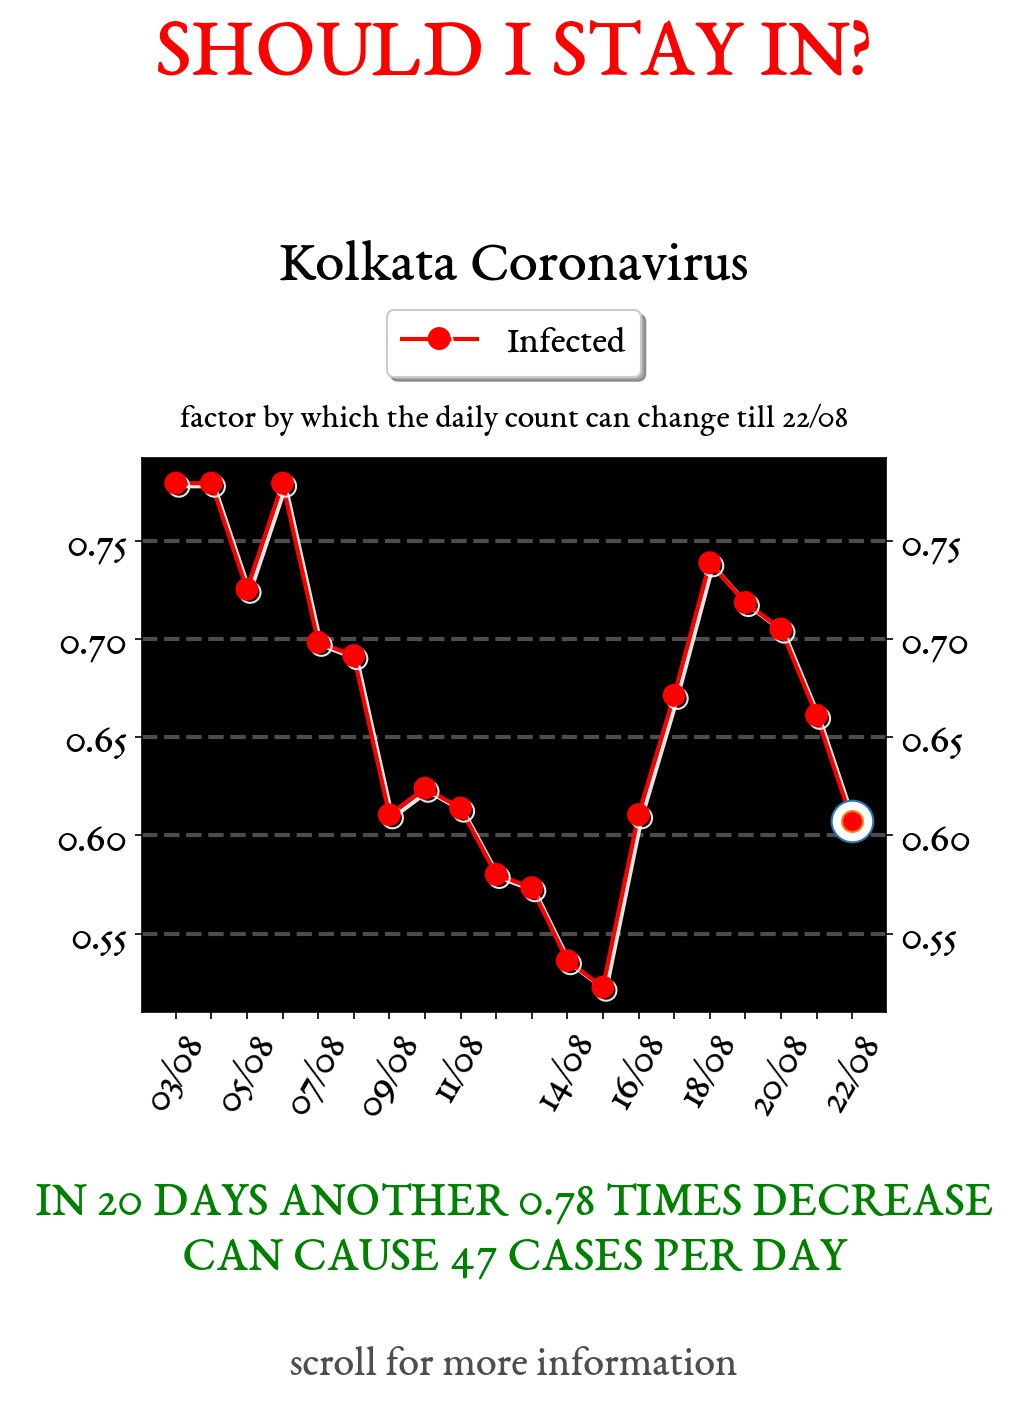 SHOULD I STAY IN?
Kolkata Coronavirus
Infected
factor by which the daily count can change till 22/08
0.75 0.75
0.70 0.70
0.65 0.65
0.60 0.60
0.55 0.55
03/08 05/08 07/08 09/08 11/08 14/08 16/08 18/08 20/08 22/08
IN 20 DAYS ANOTHER 0.78 TIMES DECREASE
CAN CAUSE 47 CASES PER DAY
scroll for more information